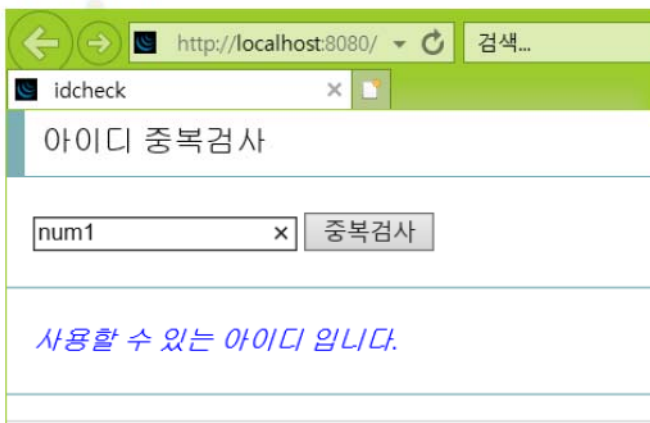 http://localhost:8080/
검색...
idcheck
아이디 중복검사
num1
중복검사
사용할 수 있는 아이디 입니다.